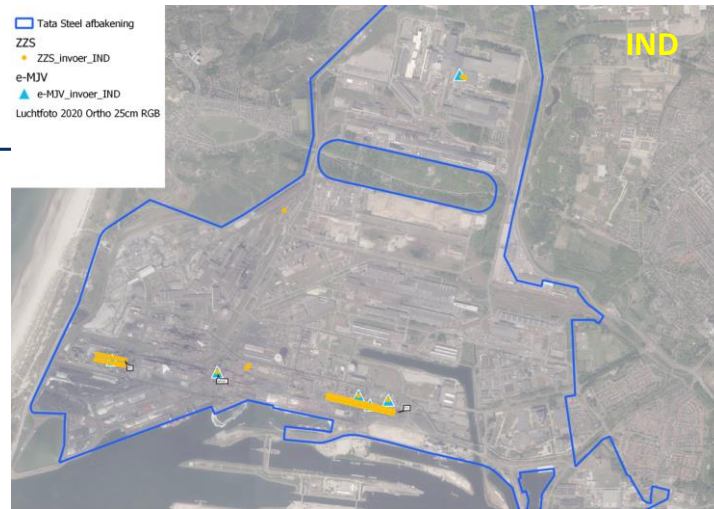 Tata Steel afbakening
ZZS
ZZS_invoer_IND
e-MJV
e-MJV_invoer_IND
Luchtfoto 2020 Ortho 25cm RGB
IND